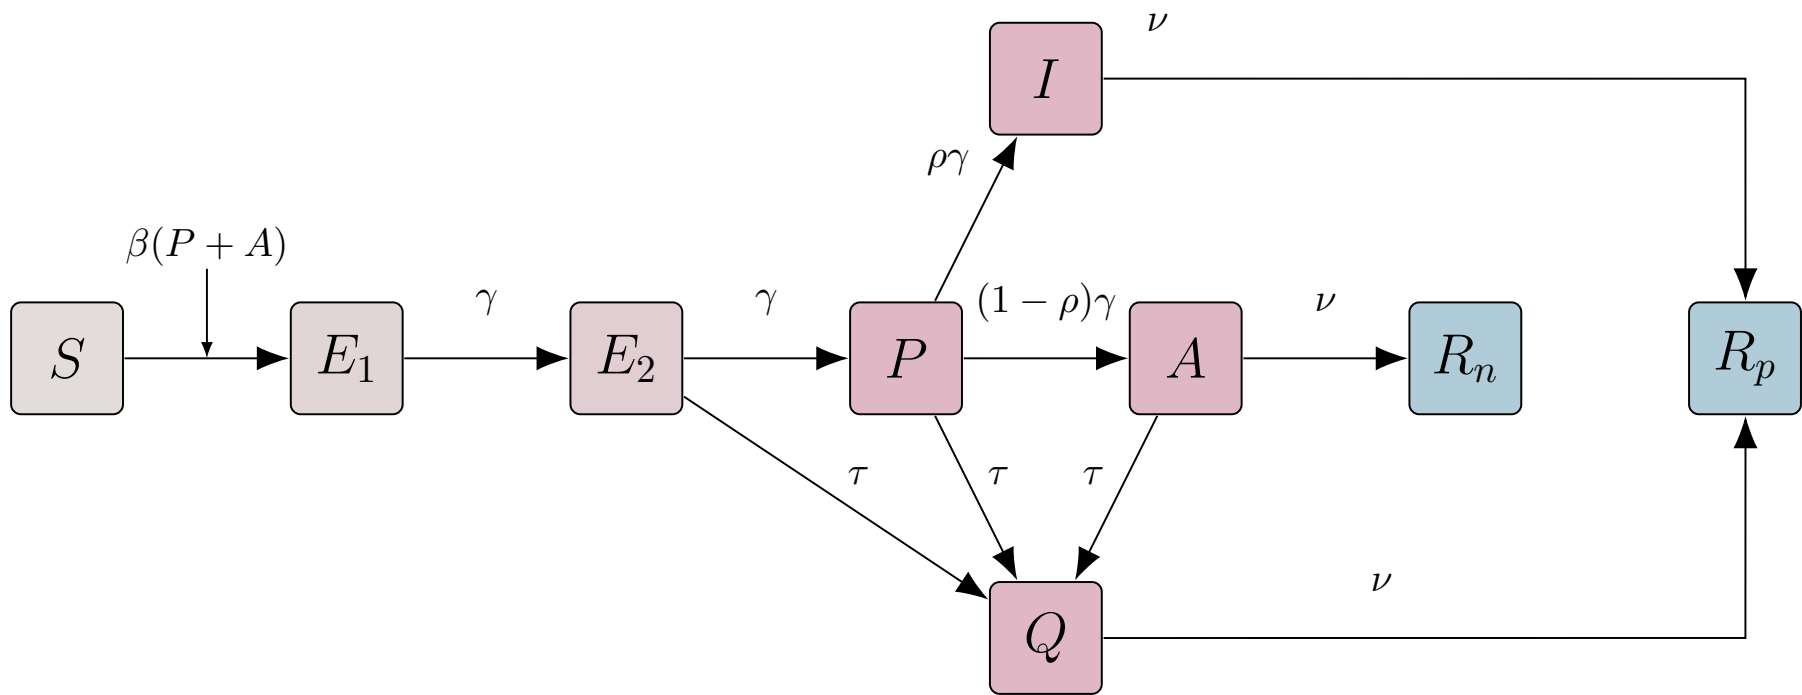 ν
I
ργ
β(P + A)
γ
γ
(1 − ρ)γ
ν
S
E₁
E₂
P
A
Rₙ
Rₚ
τ
τ
τ
ν
Q